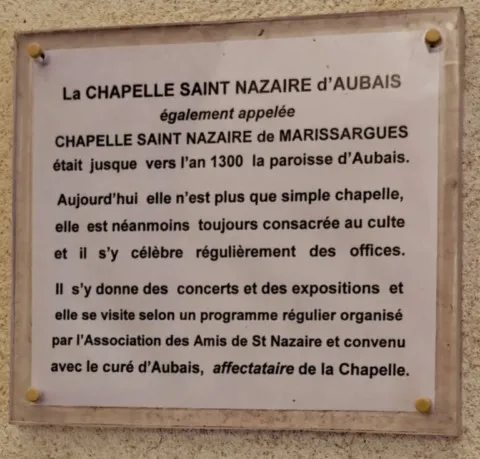 La CHAPELLE SAINT NAZAIRE d'AUBAIS
également appelée
CHAPELLE SAINT NAZAIRE de MARISSARGUES
était jusque vers l'an 1300 la paroisse d'Aubais.
Aujourd'hui elle n'est plus que simple chapelle,
elle est néanmoins toujours consacrée au culte
et il s'y célèbre régulièrement des offices.
Il s'y donne des concerts et des expositions et
elle se visite selon un programme régulier organisé
par l'Association des Amis de St Nazaire et convenu
avec le curé d'Aubais, affectataire de la Chapelle.